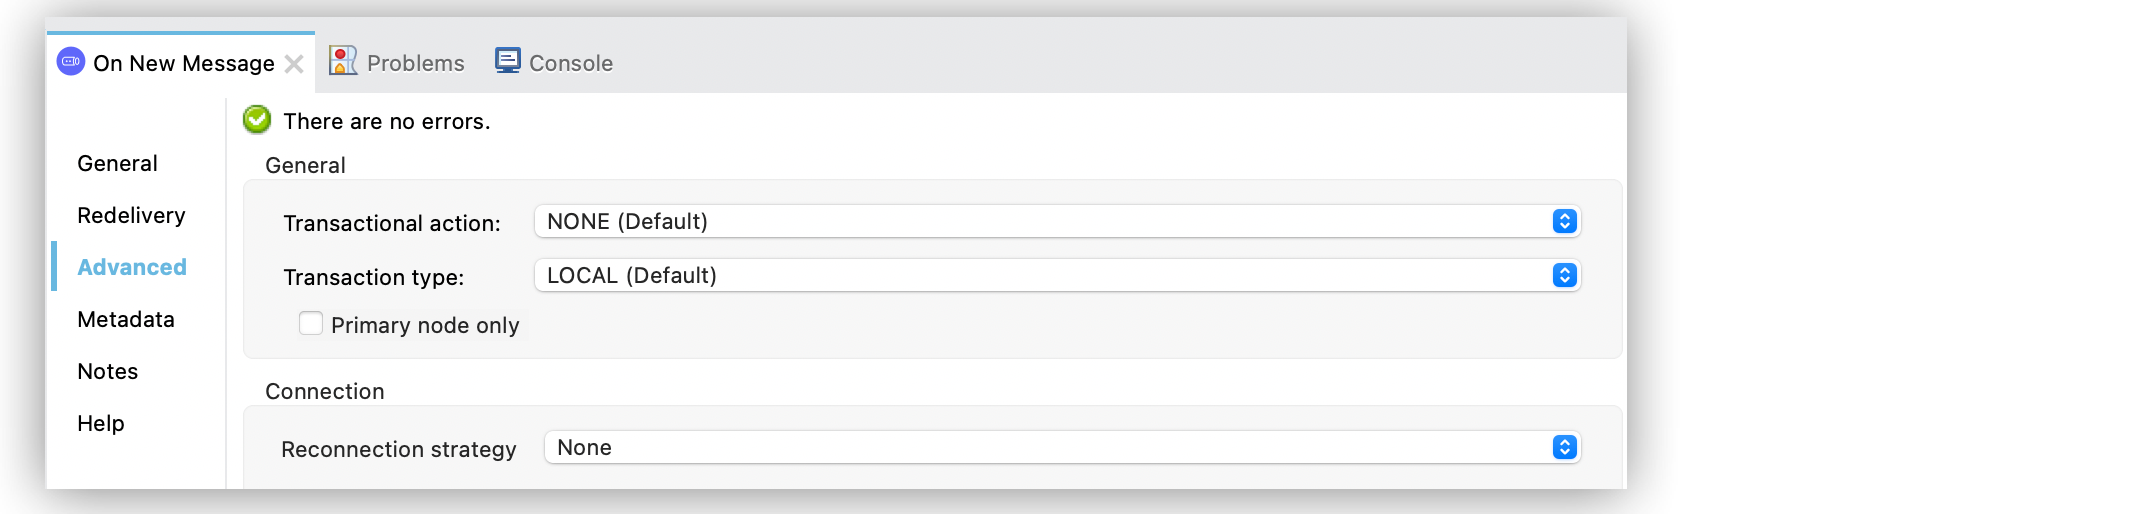 On New Message
Problems
Console
General
Redelivery
Advanced
Metadata
Notes
Help
There are no errors.
General
Transactional action: NONE (Default)
Transaction type: LOCAL (Default)
Primary node only
Connection
Reconnection strategy None